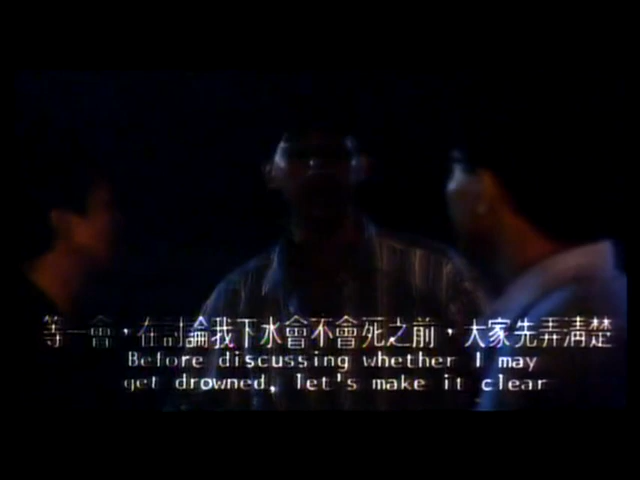 等一會，在討論我下水會不會死之前，大家先弄清楚
Before discussing whether I may
get drowned, let's make it clear